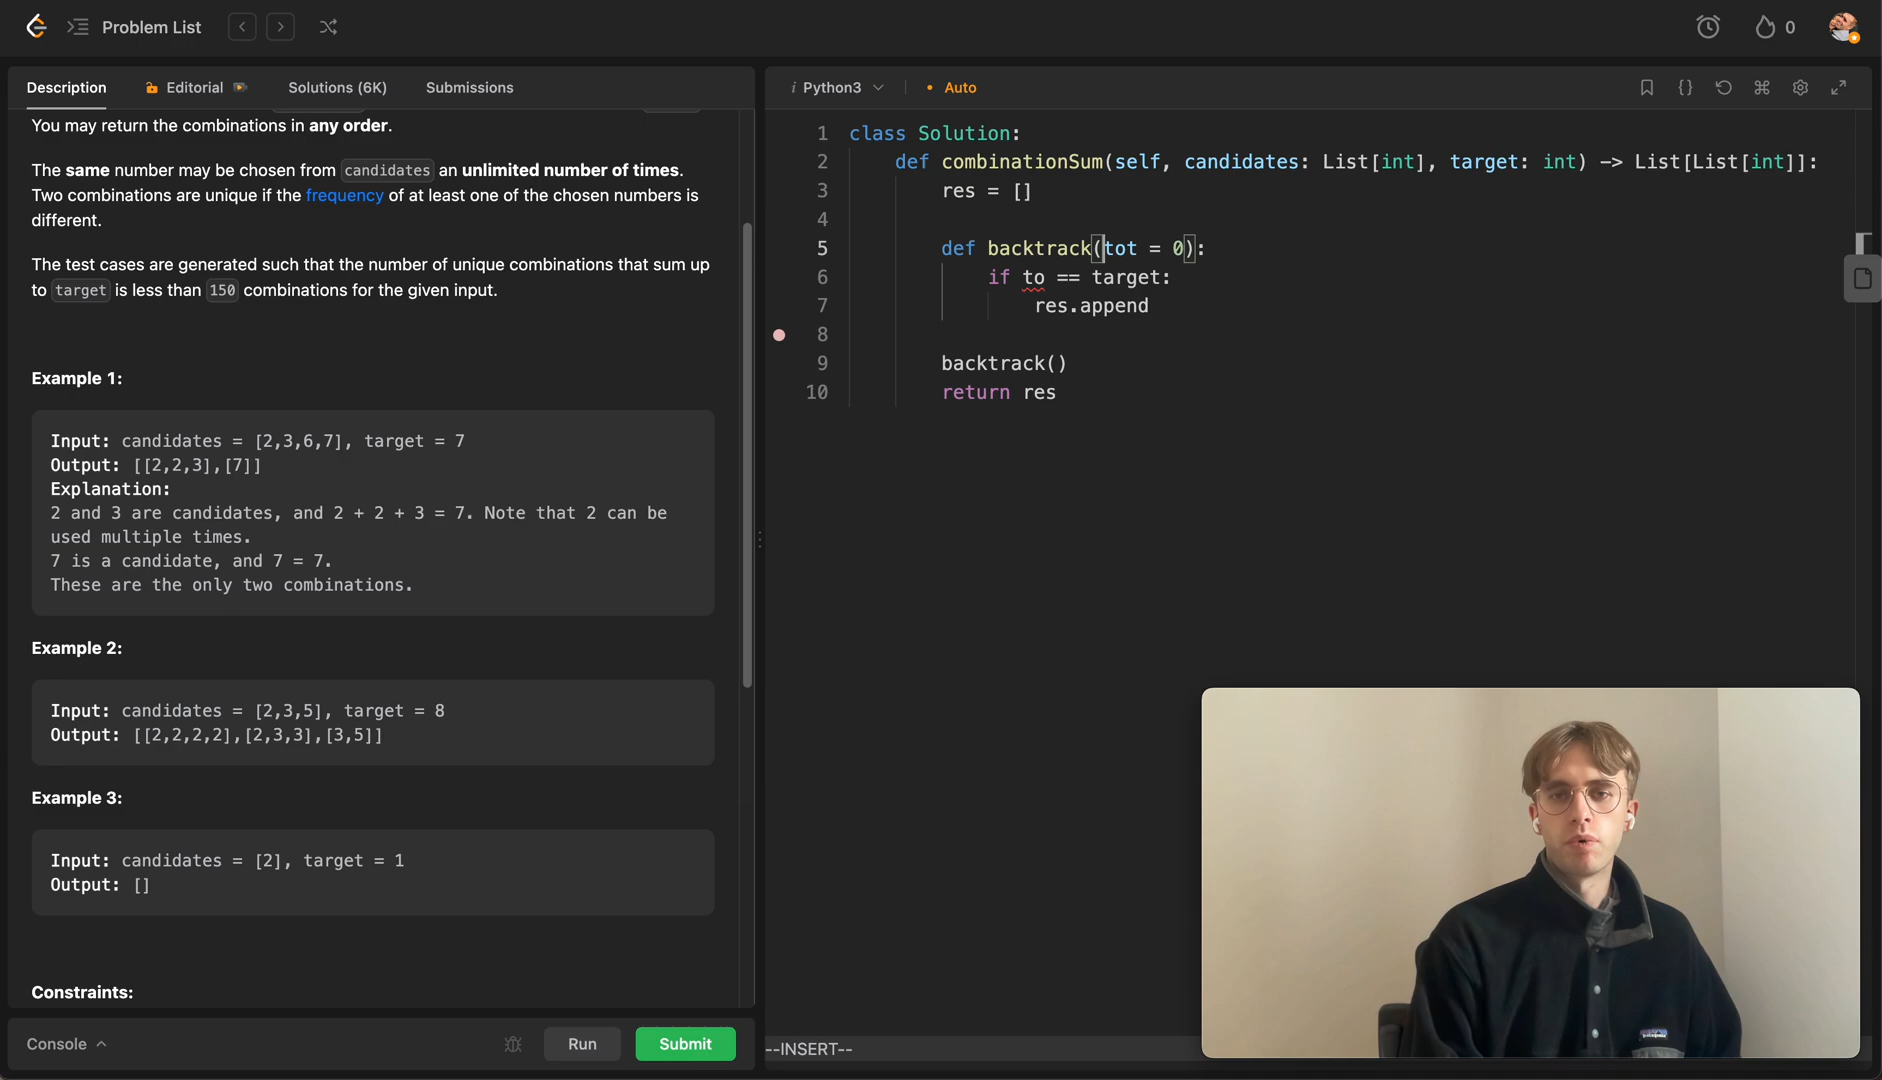 Problem List
0
Description
Editorial
Solutions (6K)
Submissions
You may return the combinations in any order.
The same number may be chosen from candidates an unlimited number of times.
Two combinations are unique if the frequency of at least one of the chosen numbers is
different.
The test cases are generated such that the number of unique combinations that sum up
to target is less than 150 combinations for the given input.
Example 1:
Input: candidates = [2,3,6,7], target = 7
Output: [[2,2,3],[7]]
Explanation:
2 and 3 are candidates, and 2 + 2 + 3 = 7. Note that 2 can be
used multiple times.
7 is a candidate, and 7 = 7.
These are the only two combinations.
Example 2:
Input: candidates = [2,3,5], target = 8
Output: [[2,2,2,2],[2,3,3],[3,5]]
Example 3:
Input: candidates = [2], target = 1
Output: []
Constraints:
Console
Run
Submit
i Python3
• Auto
1 class Solution:
2 def combinationSum(self, candidates: List[int], target: int) -> List[List[int]]:
3 res = []
4
5 def backtrack(tot = 0):
6 if to == target:
7 res.append
8
9 backtrack()
10 return res
--INSERT--